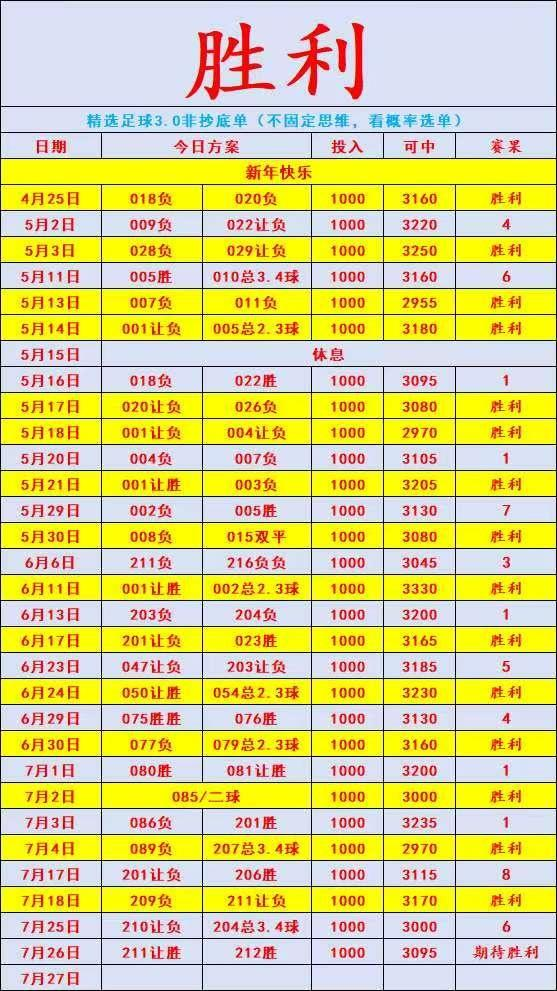 胜利
精选足球3.0非抄底单（不固定思维，看概率选单）
日期 今日方案 投入 可中 赛果
新年快乐
4月25日 018负 020负 1000 3160 胜利
5月2日 009负 022让负 1000 3220 4
5月3日 028负 029让负 1000 3250 胜利
5月11日 005胜 010总3.4球 1000 3160 6
5月13日 007负 011负 1000 2955 胜利
5月14日 001让负 005总2.3球 1000 3180 胜利
5月15日 休息
5月16日 018负 022胜 1000 3095 1
5月17日 020让负 026负 1000 3080 胜利
5月18日 001让负 004让负 1000 2970 胜利
5月20日 004负 007负 1000 3105 1
5月21日 001让胜 003负 1000 3205 胜利
5月29日 002负 005胜 1000 3130 7
5月30日 008负 015双平 1000 3080 胜利
6月6日 211负 216负负 1000 3045 3
6月11日 001让胜 002总2.3球 1000 3330 胜利
6月13日 203负 204负 1000 3200 1
6月17日 201让负 023胜 1000 3165 胜利
6月23日 047让负 203让负 1000 3185 5
6月24日 050让胜 054总2.3球 1000 3230 胜利
6月29日 075胜胜 076胜 1000 3130 4
6月30日 077负 079总2.3球 1000 3160 胜利
7月1日 080胜 081让胜 1000 3200 1
7月2日 085/二球 1000 3000 胜利
7月3日 086负 201胜 1000 3235 1
7月4日 089负 207总3.4球 1000 2970 胜利
7月17日 201让负 206胜 1000 3115 8
7月18日 209负 211让负 1000 3170 胜利
7月25日 210让负 204总3.4球 1000 3000 6
7月26日 211让胜 212胜 1000 3095 期待胜利
7月27日